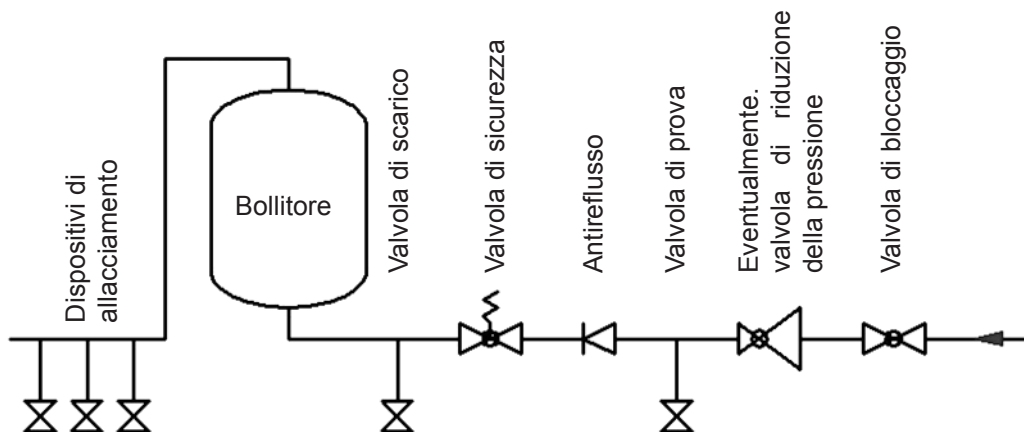 Dispositivi di
allacciamento
Bollitore
Valvola di scarico
Valvola di sicurezza
Antireflusso
Valvola di prova
Eventualmente.
valvola di riduzione
della pressione
Valvola di bloccaggio